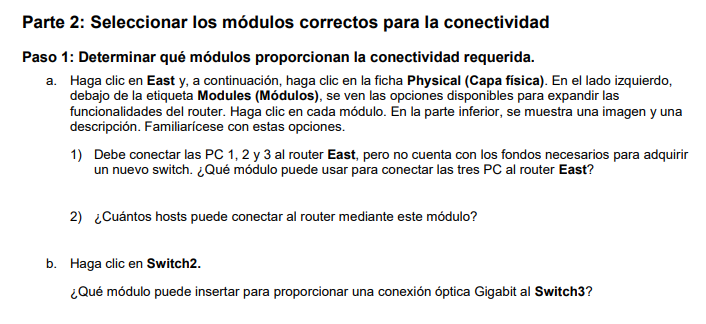 Parte 2: Seleccionar los módulos correctos para la conectividad
Paso 1: Determinar qué módulos proporcionan la conectividad requerida.
a. Haga clic en East y, a continuación, haga clic en la ficha Physical (Capa física). En el lado izquierdo,
debajo de la etiqueta Modules (Módulos), se ven las opciones disponibles para expandir las
funcionalidades del router. Haga clic en cada módulo. En la parte inferior, se muestra una imagen y una
descripción. Familiarícese con estas opciones.
1) Debe conectar las PC 1, 2 y 3 al router East, pero no cuenta con los fondos necesarios para adquirir
un nuevo switch. ¿Qué módulo puede usar para conectar las tres PC al router East?
2) ¿Cuántos hosts puede conectar al router mediante este módulo?
b. Haga clic en Switch2.
¿Qué módulo puede insertar para proporcionar una conexión óptica Gigabit al Switch3?